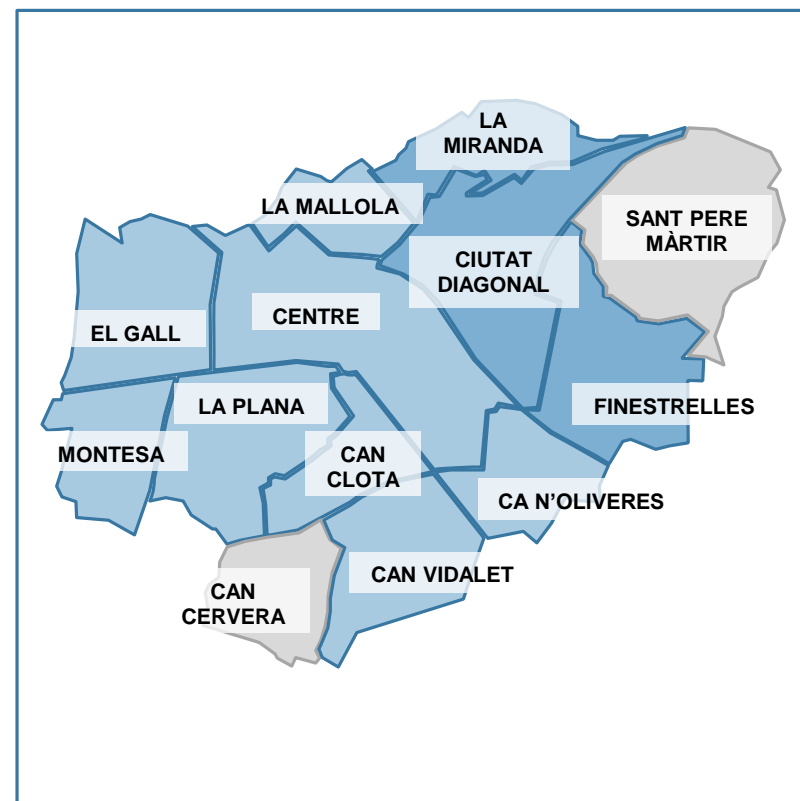 LA
MIRANDA
LA MALLOLA
SANT PERE
MÀRTIR
CIUTAT
DIAGONAL
CENTRE
EL GALL
LA PLANA
FINESTRELLES
MONTESA
CAN
CLOTA
CA N’OLIVERES
CAN VIDALET
CAN
CERVERA